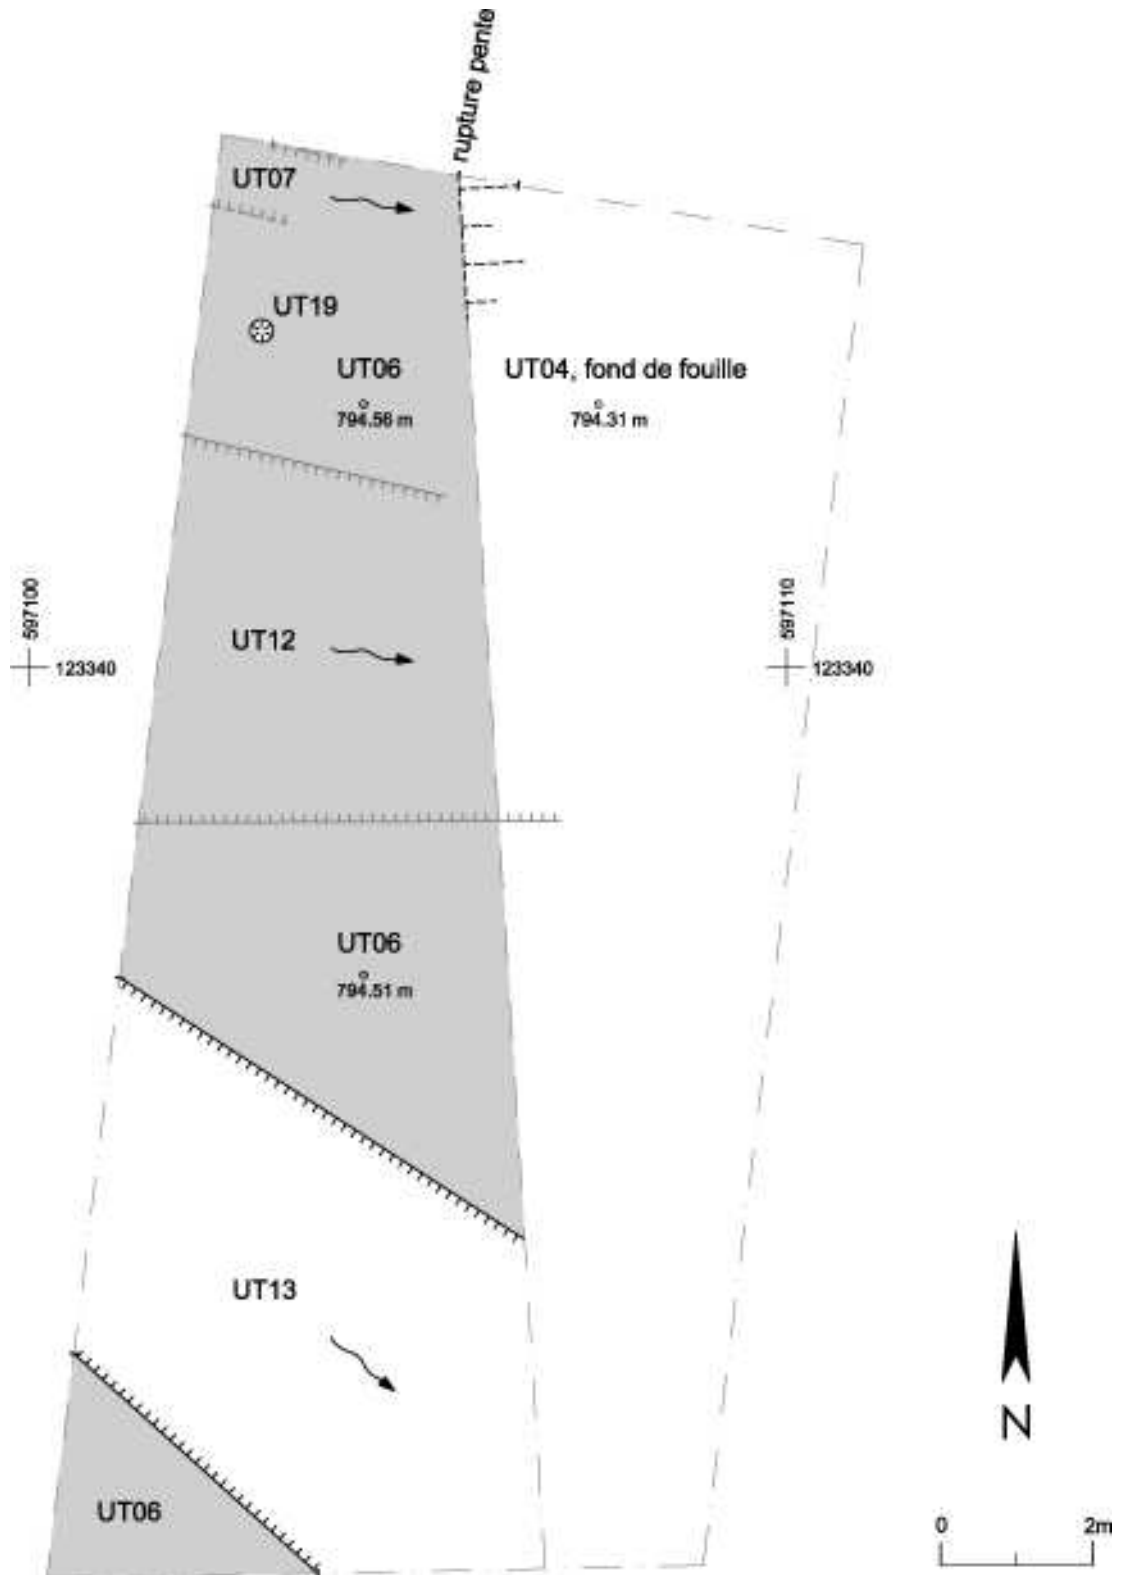 rupture pente
UT07
UT19
UT06
794.56 m
UT04, fond de fouille
794.31 m
597100
123340
UT12
597110
123340
UT06
794.51 m
UT13
UT06
N
0 2m